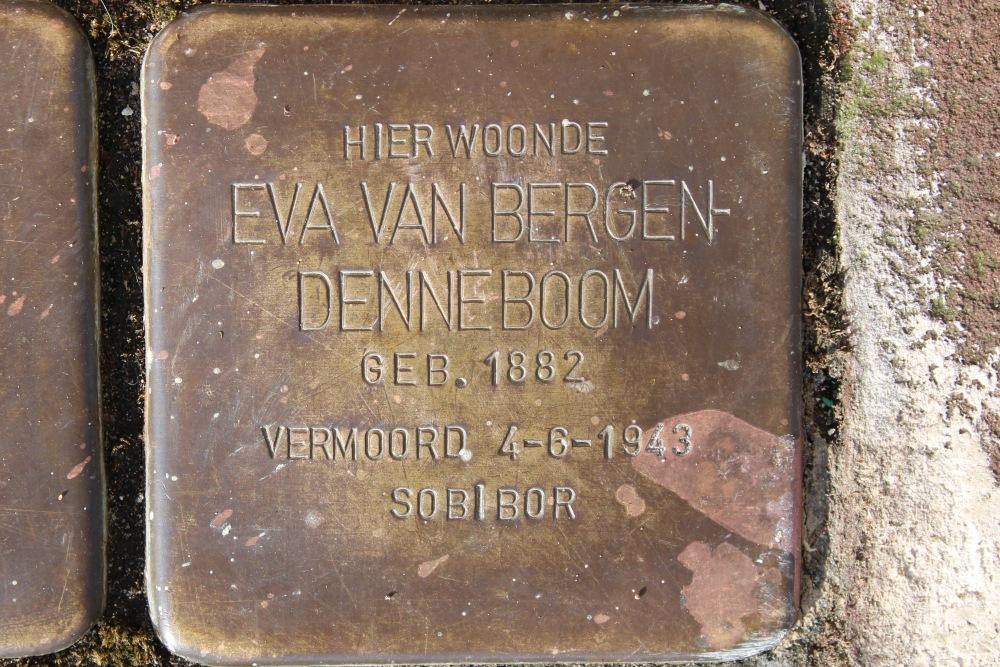 HIER WOONDE
EVA VAN BERGEN-
DENNEBOOM
GEB. 1882
VERMOORD 4-6-1943
SOBIBOR